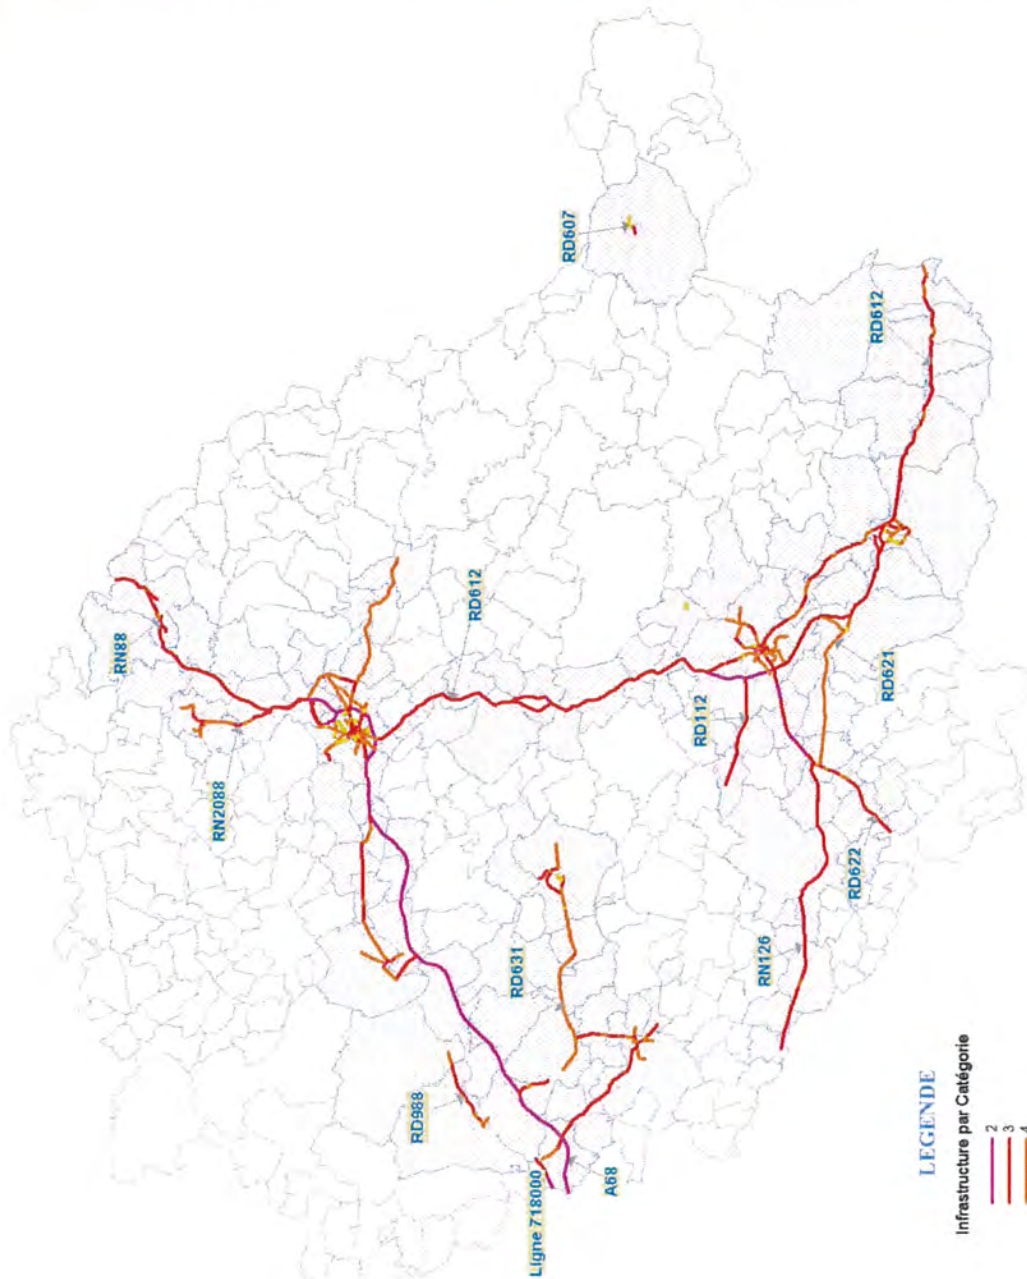 RN88
RN2088
RD607
RD612
RD612
RD112
RD621
RD622
RN126
RD631
RD988
A68
Ligne 718000
LEGENDE
Infrastructure par Catégorie
2
3
4